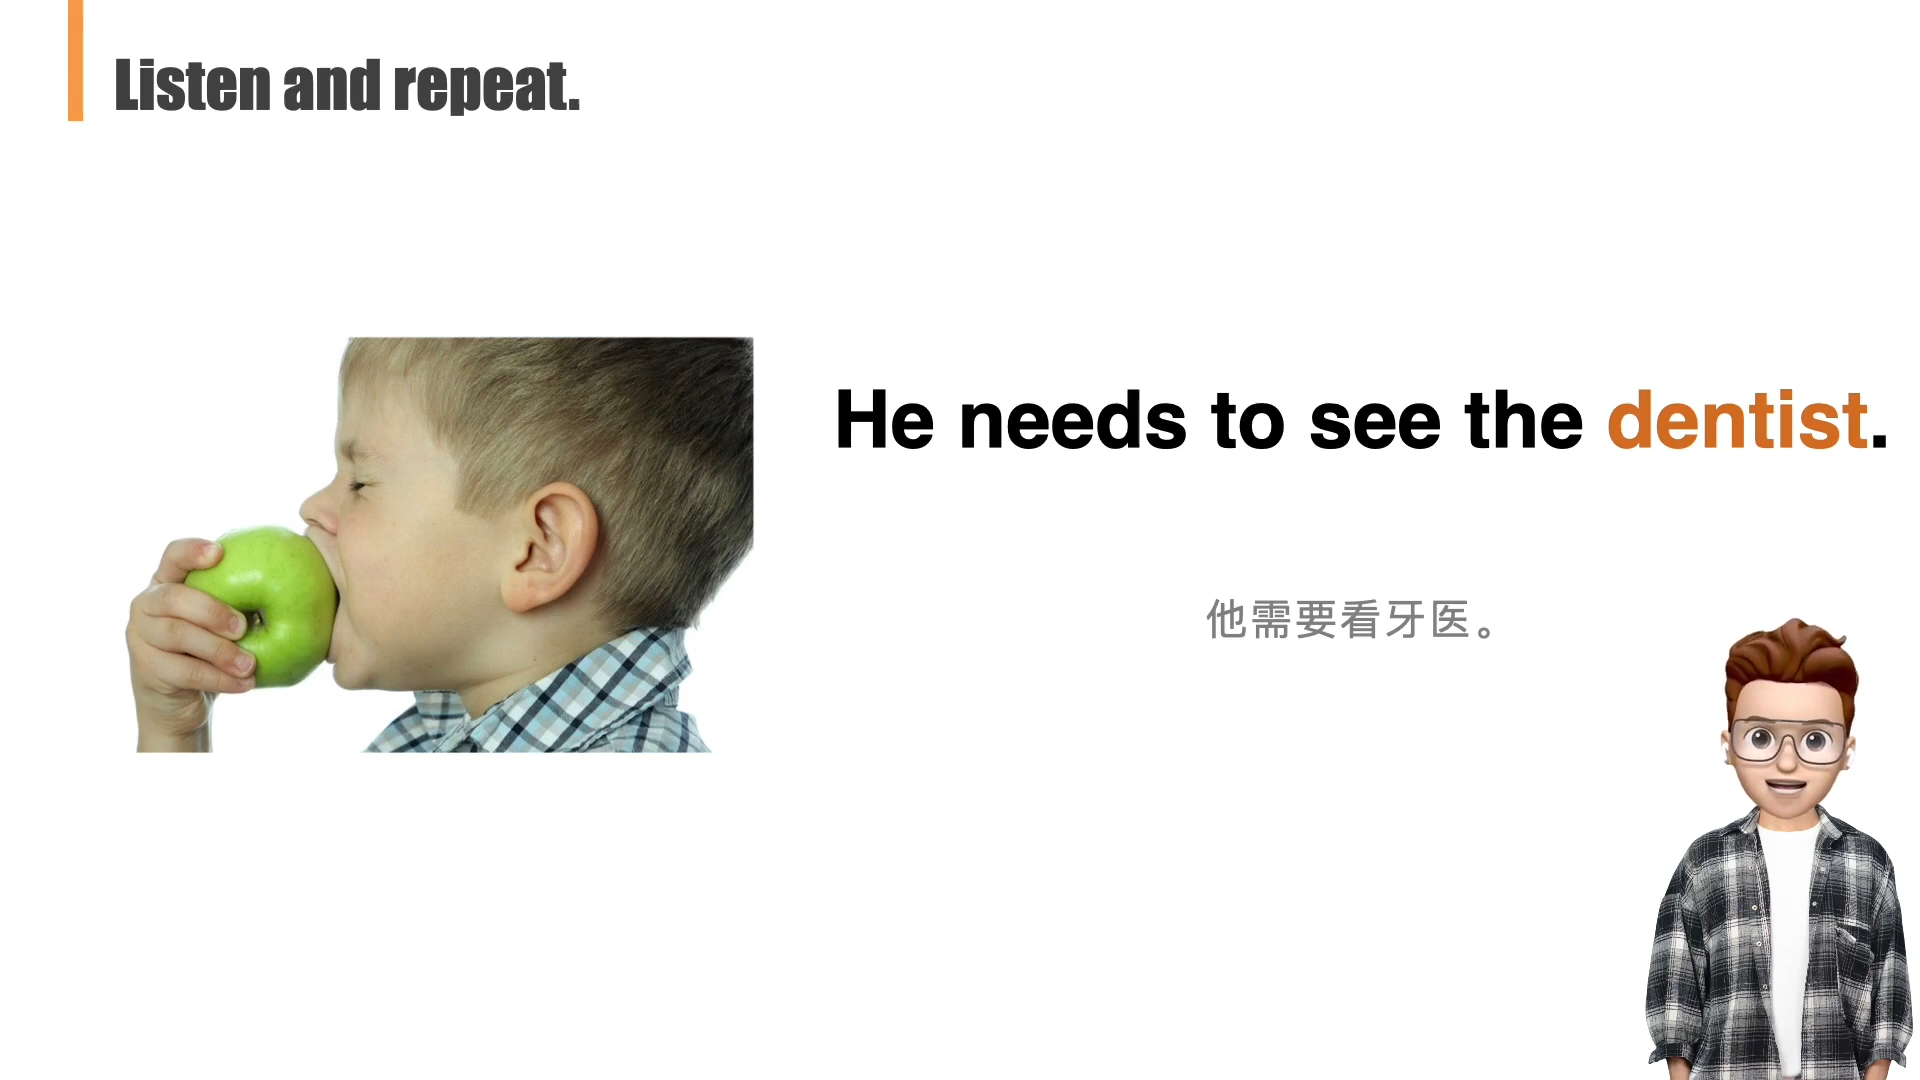 Listen and repeat.
He needs to see the dentist.
他需要看牙医。